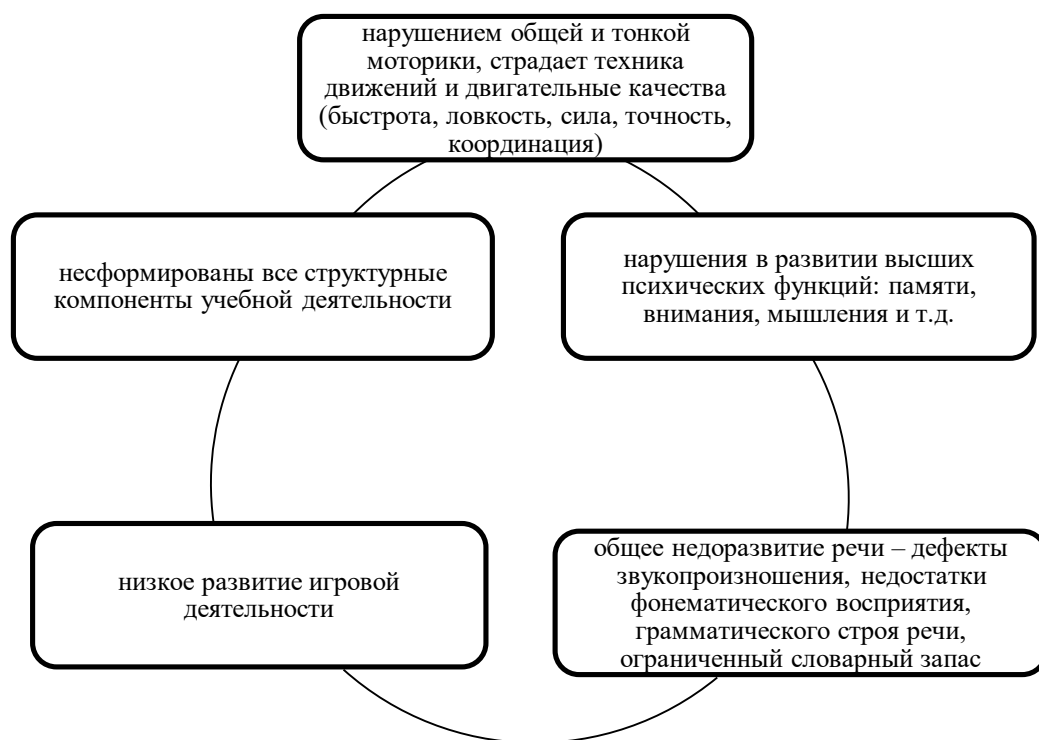 нарушением общей и тонкой
моторики, страдает техника
движений и двигательные качества
(быстрота, ловкость, сила, точность,
координация)
несформированы все структурные
компоненты учебной деятельности
нарушения в развитии высших
психических функций: памяти,
внимания, мышления и т.д.
низкое развитие игровой
деятельности
общее недоразвитие речи – дефекты
звукопроизношения, недостатки
фонематического восприятия,
грамматического строя речи,
ограниченный словарный запас